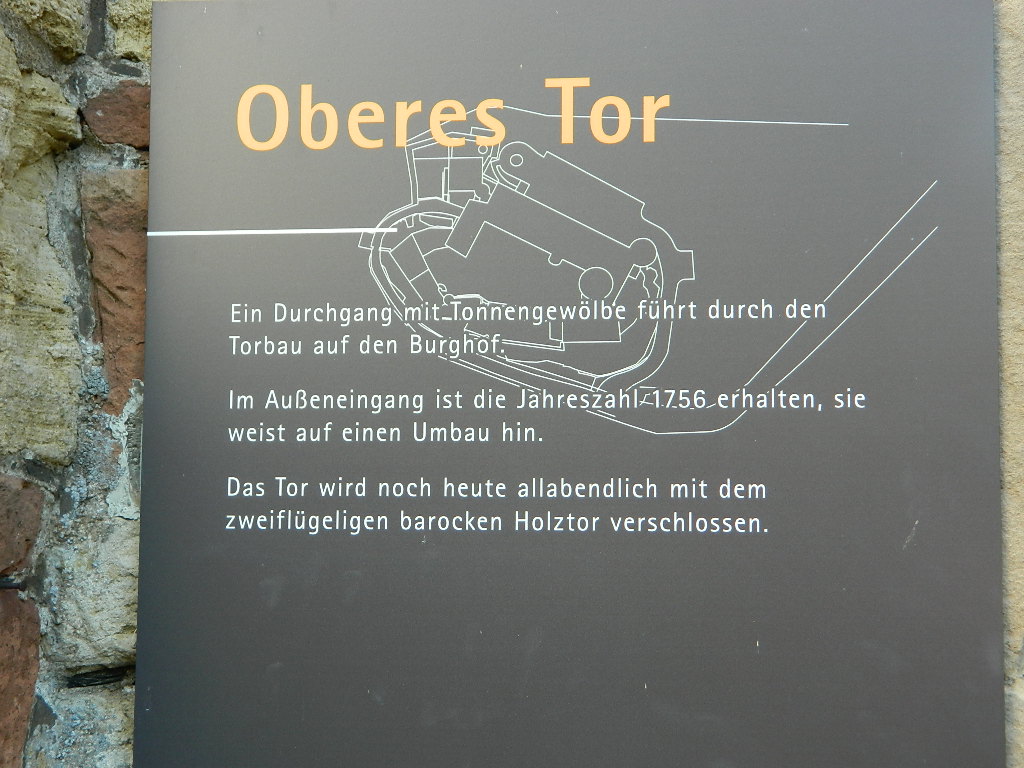 Oberes Tor
Ein Durchgang mit Tonnengewölbe führt durch den
Torbau auf den Burghof.
Im Außeneingang ist die Jahreszahl 1756 erhalten, sie
weist auf einen Umbau hin.
Das Tor wird noch heute allabendlich mit dem
zweiflügeligen barocken Holztor verschlossen.